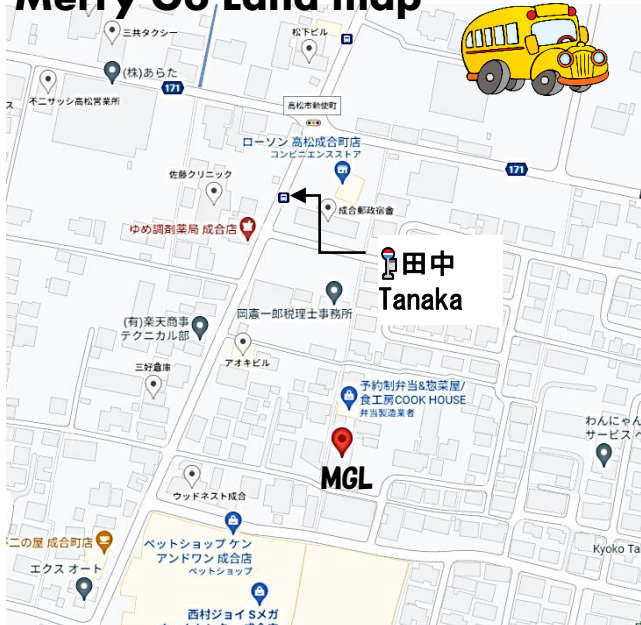 Merry Go Land map
三共タクシー
松下ビル
(株)あらた
不二サッシ高松営業所
171
高松市勅使町
ローソン 高松成合町店
コンビニエンスストア
171
佐藤クリニック
成合郵政宿舎
ゆめ調剤薬局 成合店
田中
Tanaka
岡憲一郎税理士事務所
(有)楽天商事
テクニカル部
アオキビル
三好倉庫
予約制弁当&惣菜屋/
食工房COOK HOUSE
弁当製造業者
わんにゃん
サービス
MGL
ウッドネスト成合
二の屋 成合町店
ペットショップ ケン
アンドワン 成合店
ペットショップ
Kyoko Ta
エクス オート
西村ジョイ Sメガ